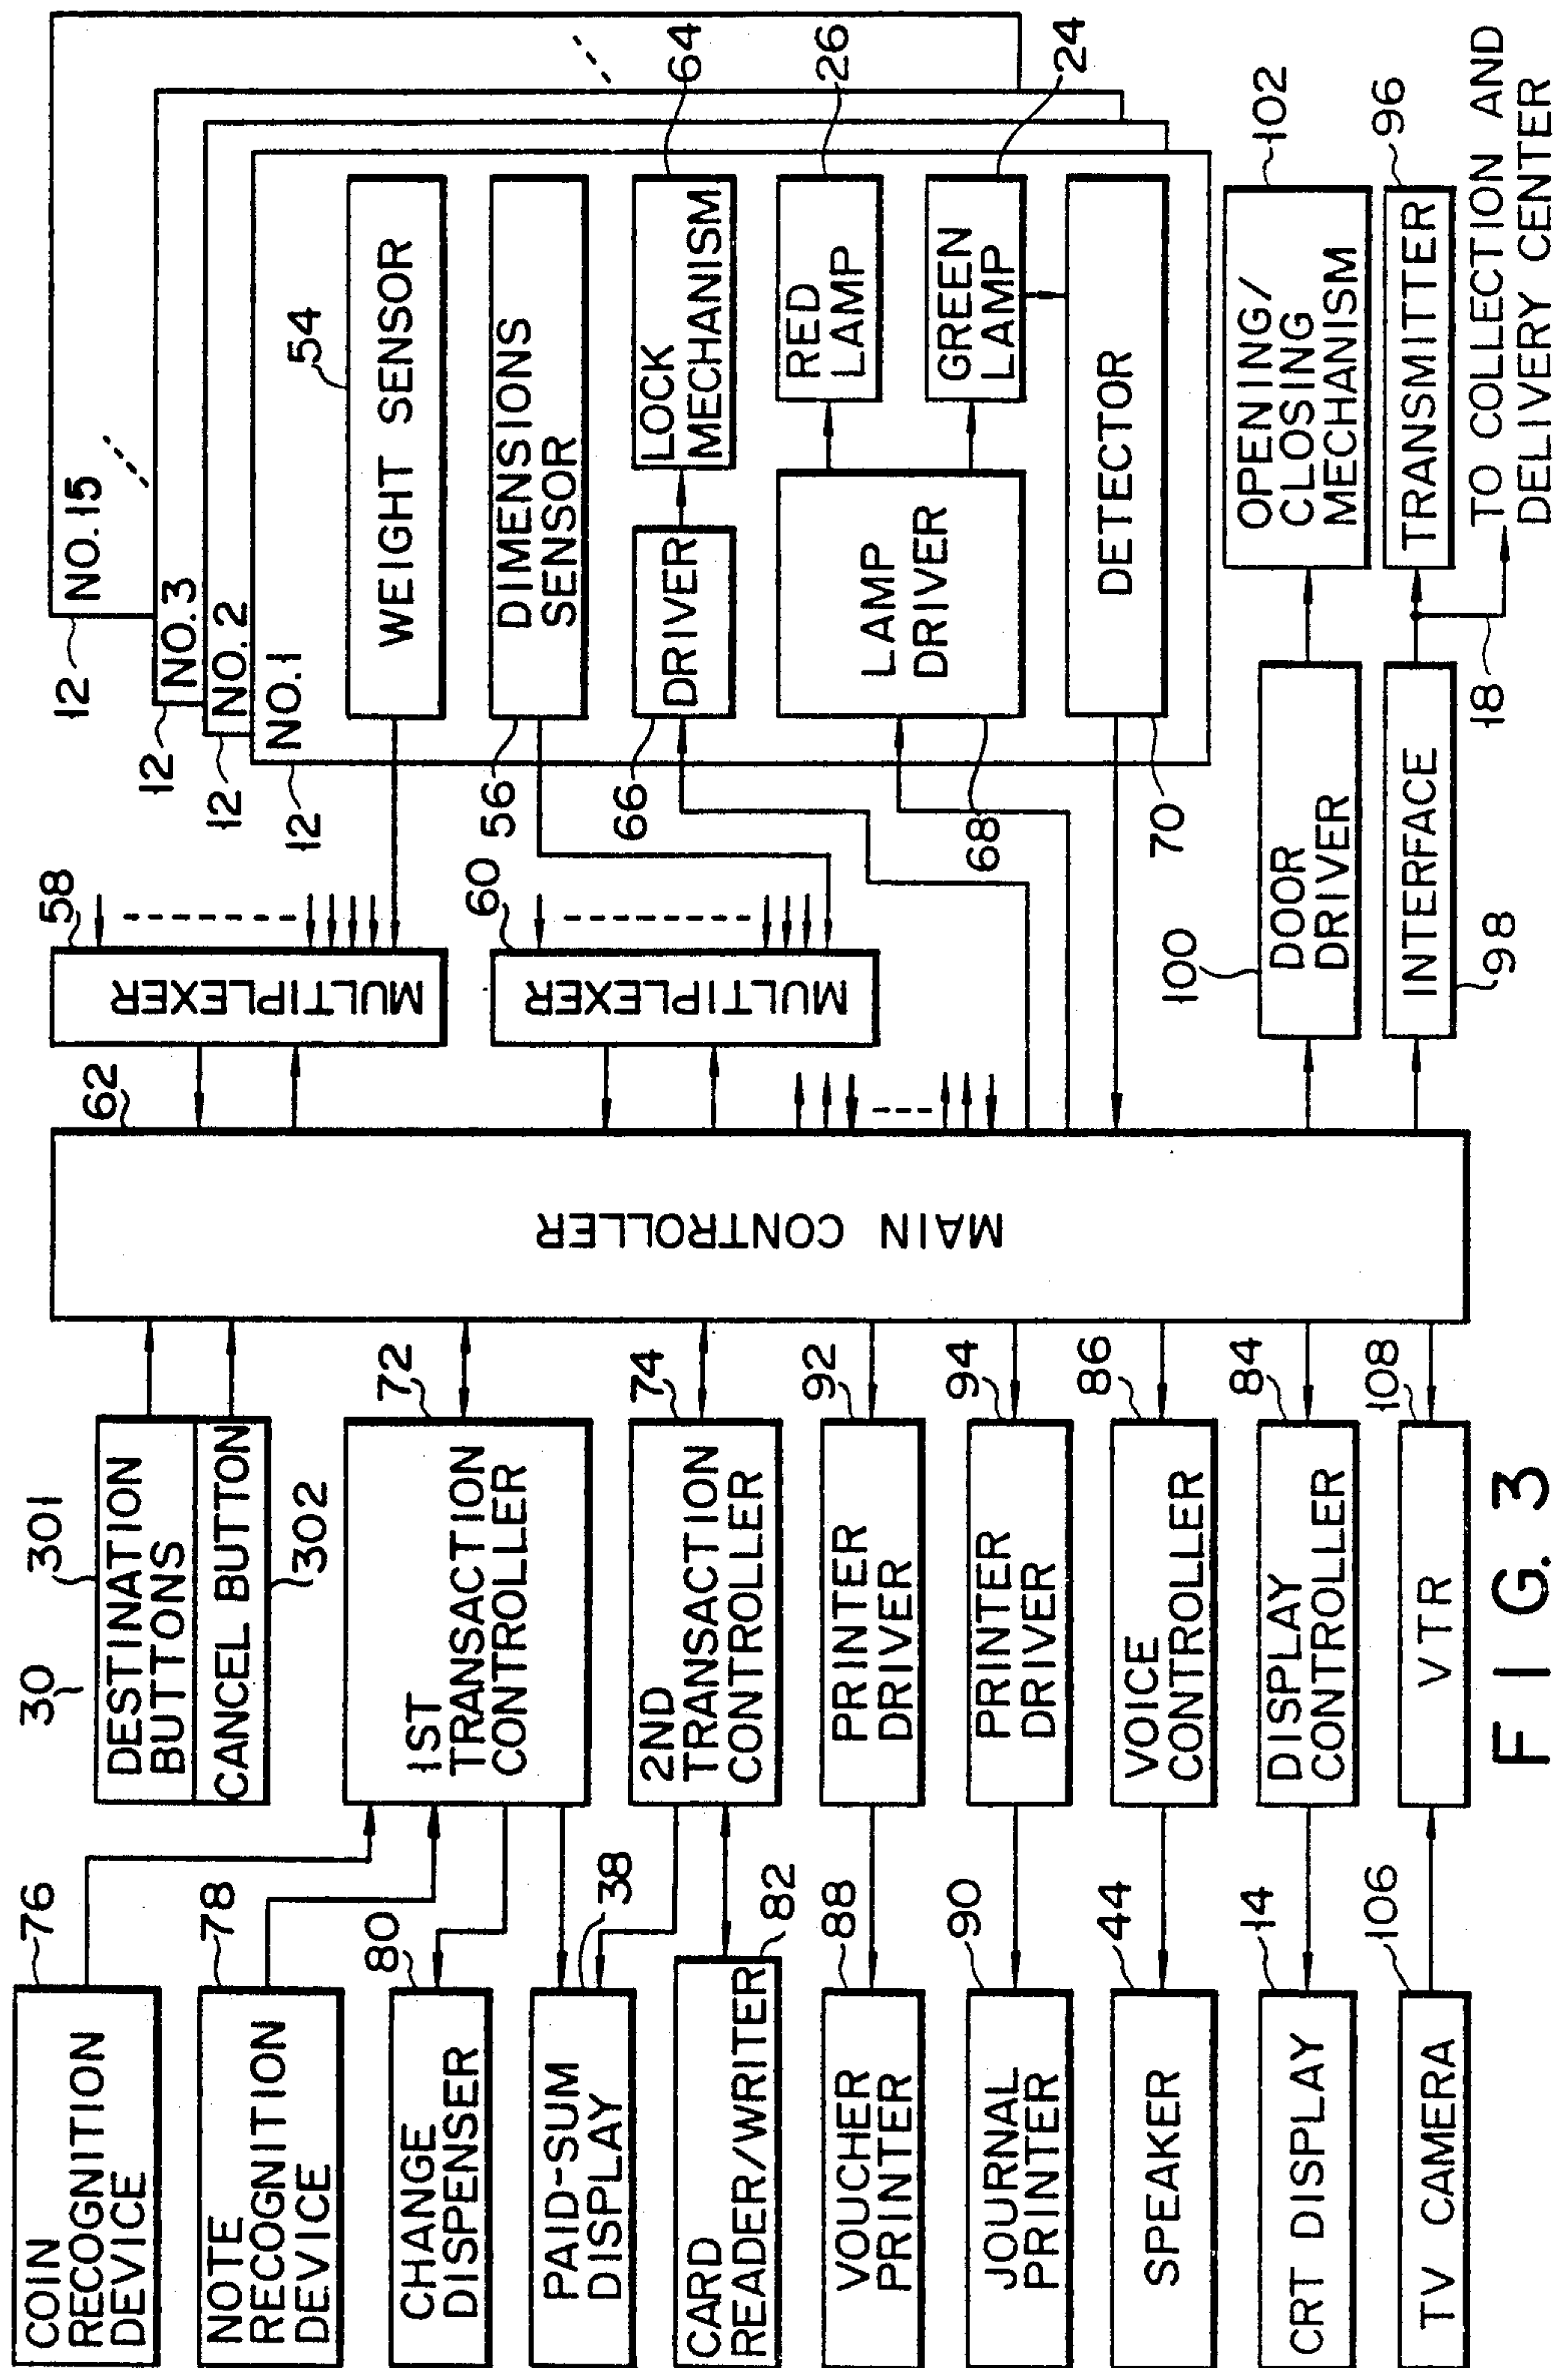 76
COIN
RECOGNITION
DEVICE
78
NOTE
RECOGNITION
DEVICE
80
CHANGE
DISPENSER
38
PAID-SUM
DISPLAY
82
CARD
READER/WRITER
88
VOUCHER
PRINTER
90
JOURNAL
PRINTER
44
SPEAKER
14
CRT DISPLAY
106
TV CAMERA
30
301
DESTINATION
BUTTONS
CANCEL BUTTON
302
72
1ST
TRANSACTION
CONTROLLER
74
2ND
TRANSACTION
CONTROLLER
92
PRINTER
DRIVER
94
PRINTER
DRIVER
86
VOICE
CONTROLLER
84
DISPLAY
CONTROLLER
108
VTR
62
MAIN CONTROLLER
58
MULTIPLEXER
60
MULTIPLEXER
12
NO.15
12
NO.3
12
NO.2
12
NO.1
54
WEIGHT SENSOR
56
DIMENSIONS
SENSOR
66
DRIVER
64
LOCK
MECHANISM
68
LAMP
DRIVER
26
RED
LAMP
24
GREEN
LAMP
70
DETECTOR
100
DOOR
DRIVER
102
OPENING/
CLOSING
MECHANISM
98
INTERFACE
96
TRANSMITTER
18
TO COLLECTION AND
DELIVERY CENTER
FIG. 3